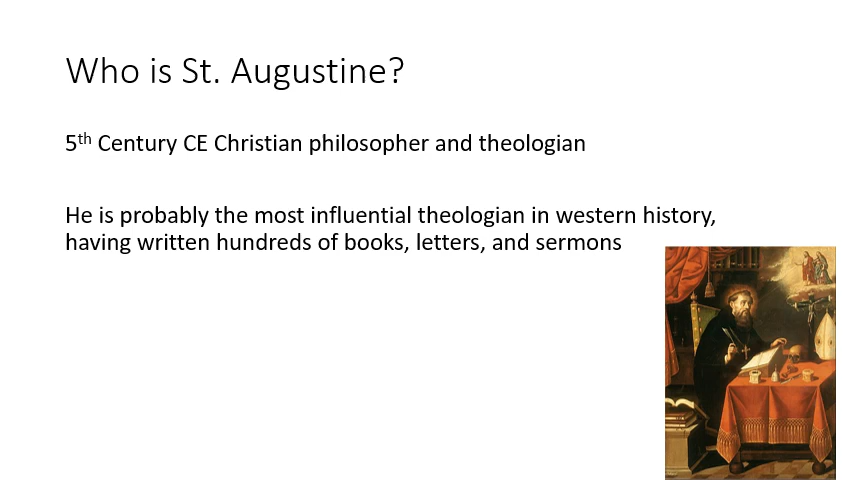 Who is St. Augustine?
5th Century CE Christian philosopher and theologian
He is probably the most influential theologian in western history,
having written hundreds of books, letters, and sermons